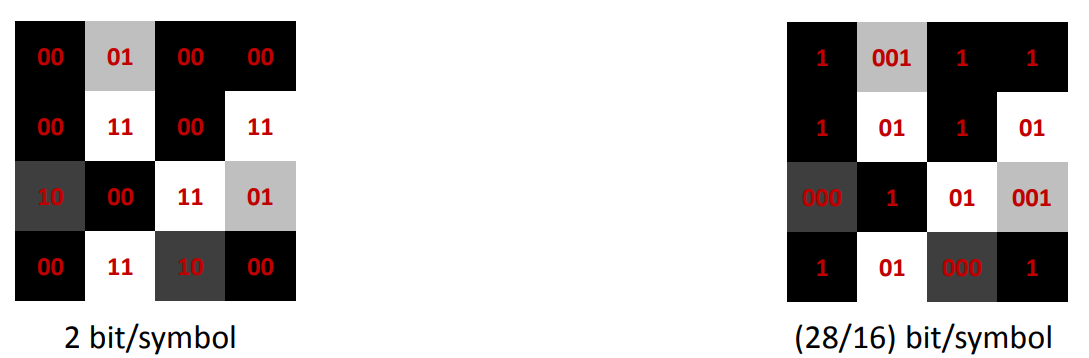 00 01 00 00
00 11 00 11
10 00 11 01
00 11 10 00
2 bit/symbol
1 001 1 1
1 01 1 01
000 1 01 001
1 01 000 1
(28/16) bit/symbol